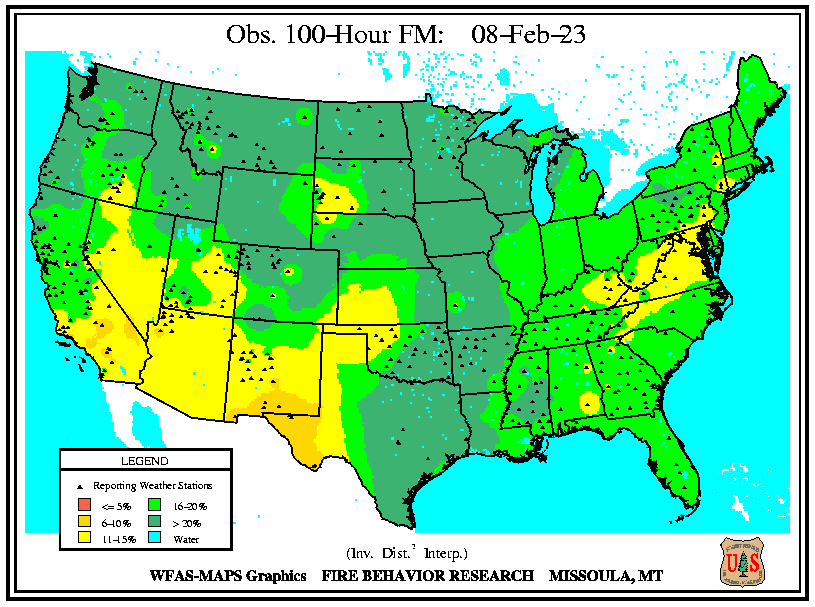 Obs. 100-Hour FM: 08-Feb-23
LEGEND
Reporting Weather Stations
<= 5% 16-20%
6-10% > 20%
11-15% Water
(Inv. Dist.² Interp.)
WFAS-MAPS Graphics FIRE BEHAVIOR RESEARCH MISSOULA, MT
U S